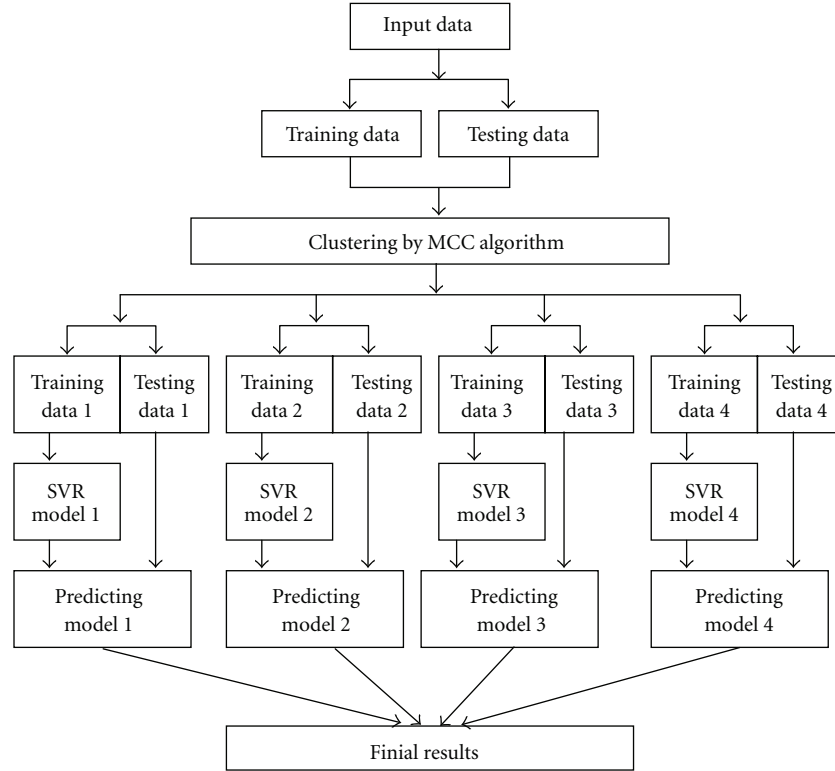 Input data
Training data
Testing data
Clustering by MCC algorithm
Training
data 1
Testing
data 1
Training
data 2
Testing
data 2
Training
data 3
Testing
data 3
Training
data 4
Testing
data 4
SVR
model 1
SVR
model 2
SVR
model 3
SVR
model 4
Predicting
model 1
Predicting
model 2
Predicting
model 3
Predicting
model 4
Finial results